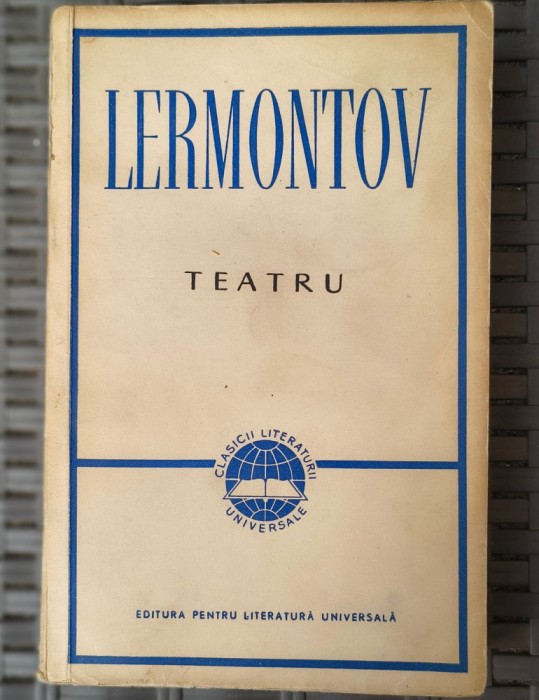 LERMONTOV
TEATRU
CLASICII LITERATURII
UNIVERSALE
EDITURA PENTRU LITERATURĂ UNIVERSALĂ